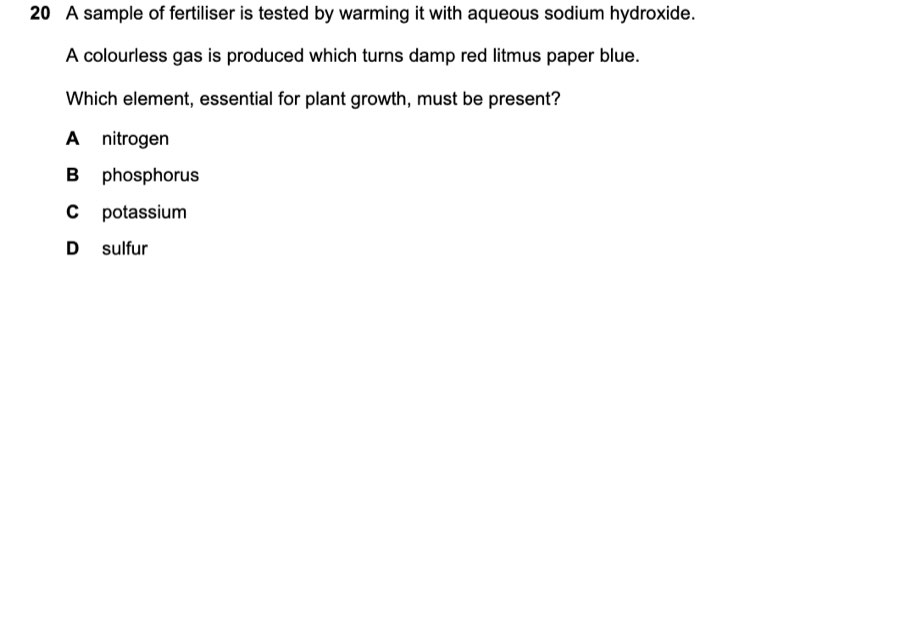 20 A sample of fertiliser is tested by warming it with aqueous sodium hydroxide.
A colourless gas is produced which turns damp red litmus paper blue.
Which element, essential for plant growth, must be present?
A nitrogen
B phosphorus
C potassium
D sulfur